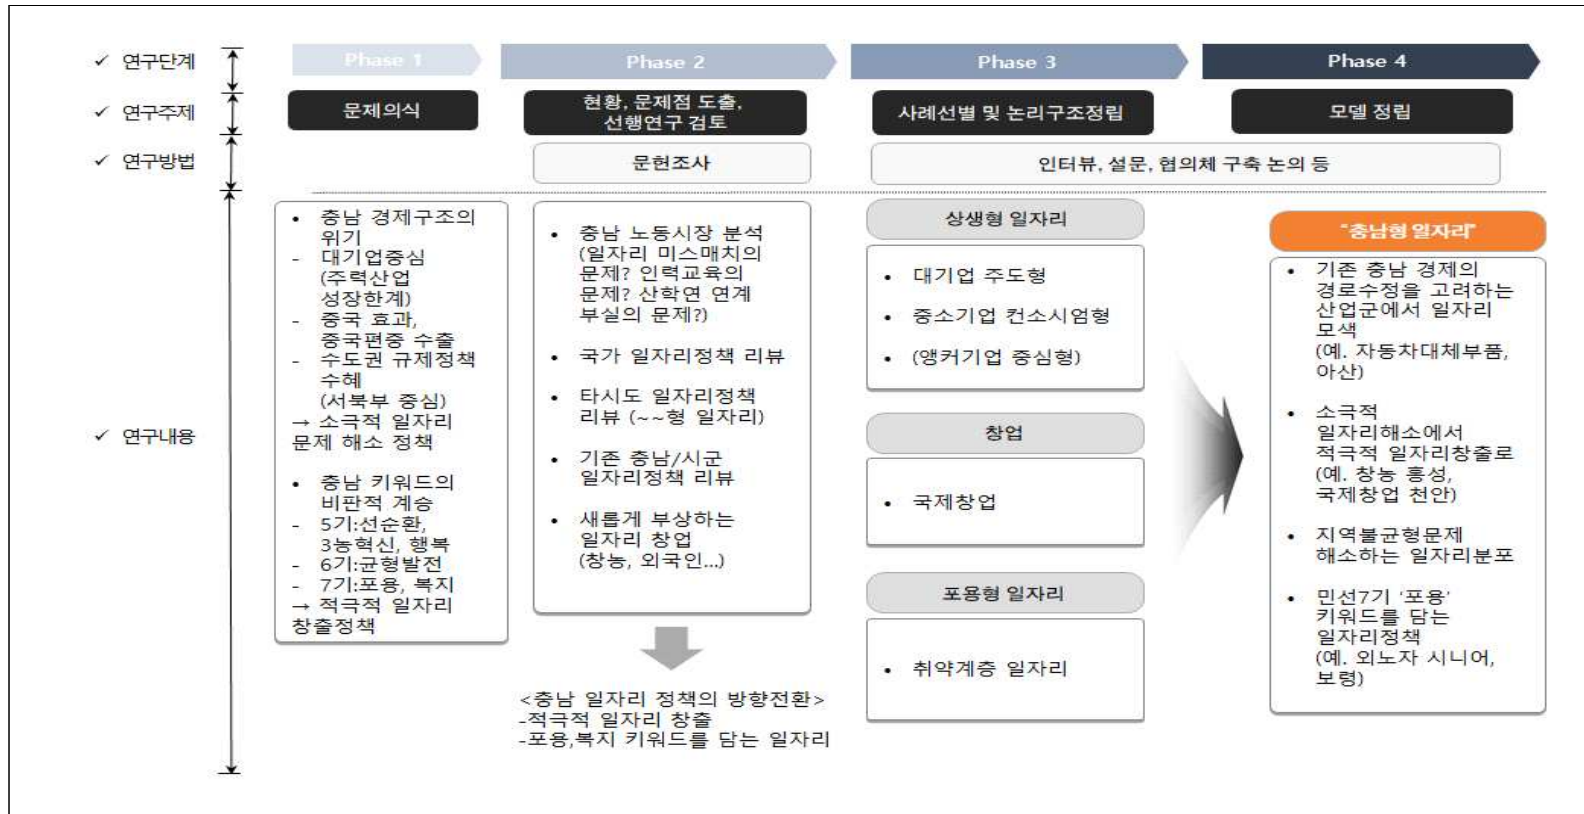 ✓ 연구단계
Phase 1
Phase 2
Phase 3
Phase 4
✓ 연구주제
문제의식
현황, 문제점 도출,
선행연구 검토
사례선별 및 논리구조정립
모델 정립
✓ 연구방법
문헌조사
인터뷰, 설문, 협의체 구축 논의 등
✓ 연구내용
• 충남 경제구조의
위기
- 대기업중심
(주력산업
성장한계)
- 중국 효과,
중국편중 수출
- 수도권 규제정책
수혜
(서북부 중심)
→ 소극적 일자리
문제 해소 정책
• 충남 키워드의
비판적 계승
- 5기:선순환,
3농혁신, 행복
- 6기:균형발전
- 7기:포용, 복지
→ 적극적 일자리
창출정책
• 충남 노동시장 분석
(일자리 미스매치의
문제? 인력교육의
문제? 산학연 연계
부실의 문제?)
• 국가 일자리정책 리뷰
• 타시도 일자리정책
리뷰 (~~형 일자리)
• 기존 충남/시군
일자리정책 리뷰
• 새롭게 부상하는
일자리 창업
(창농, 외국인...)
<충남 일자리 정책의 방향전환>
-적극적 일자리 창출
-포용,복지 키워드를 담는 일자리
상생형 일자리
• 대기업 주도형
• 중소기업 컨소시엄형
• (앵커기업 중심형)
창업
• 국제창업
포용형 일자리
• 취약계층 일자리
"충남형 일자리"
• 기존 충남 경제의
경로수정을 고려하는
산업군에서 일자리
모색
(예. 자동차대체부품,
아산)
• 소극적
일자리해소에서
적극적 일자리창출로
(예. 창농 홍성,
국제창업 천안)
• 지역불균형문제
해소하는 일자리분포
• 민선7기 '포용'
키워드를 담는
일자리정책
(예. 외노자 시니어,
보령)